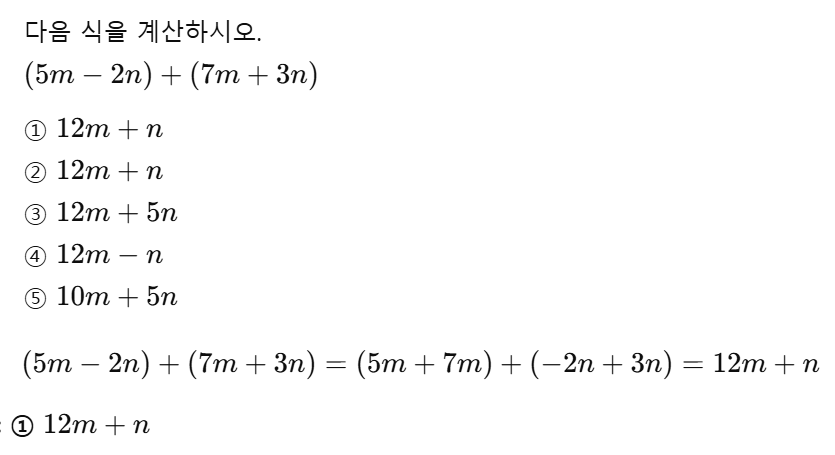 다음 식을 계산하시오.
(5m − 2n) + (7m + 3n)
① 12m + n
② 12m + n
③ 12m + 5n
④ 12m − n
⑤ 10m + 5n
(5m − 2n) + (7m + 3n) = (5m + 7m) + (−2n + 3n) = 12m + n
: ① 12m + n